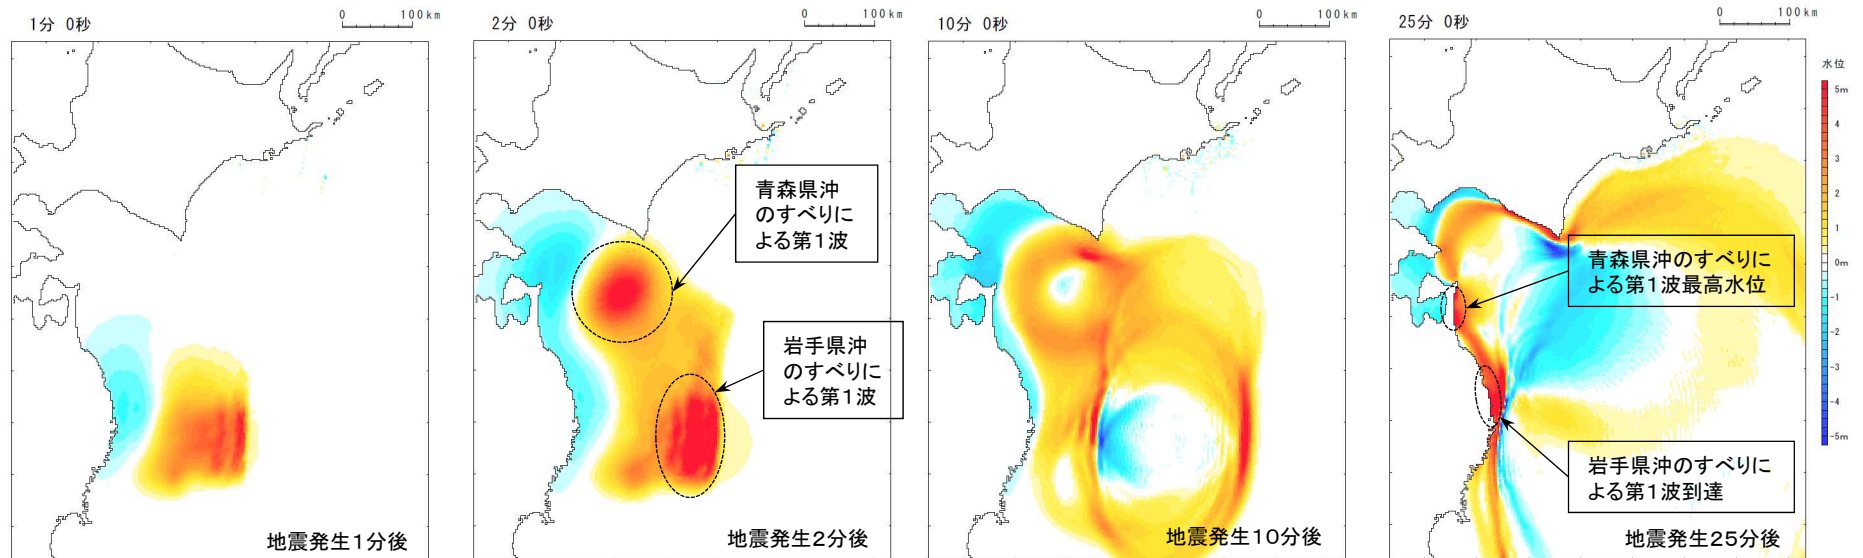 1分 0秒
0 100km
地震発生1分後
2分 0秒
0 100km
青森県沖
のすべりに
よる第1波
岩手県沖
のすべりに
よる第1波
地震発生2分後
10分 0秒
0 100km
地震発生10分後
25分 0秒
0 100km
青森県沖のすべりに
よる第1波最高水位
岩手県沖のすべりに
よる第1波到達
地震発生25分後
水位
5m
4
3
2
1
0m
-1
-2
-3
-4
-5m